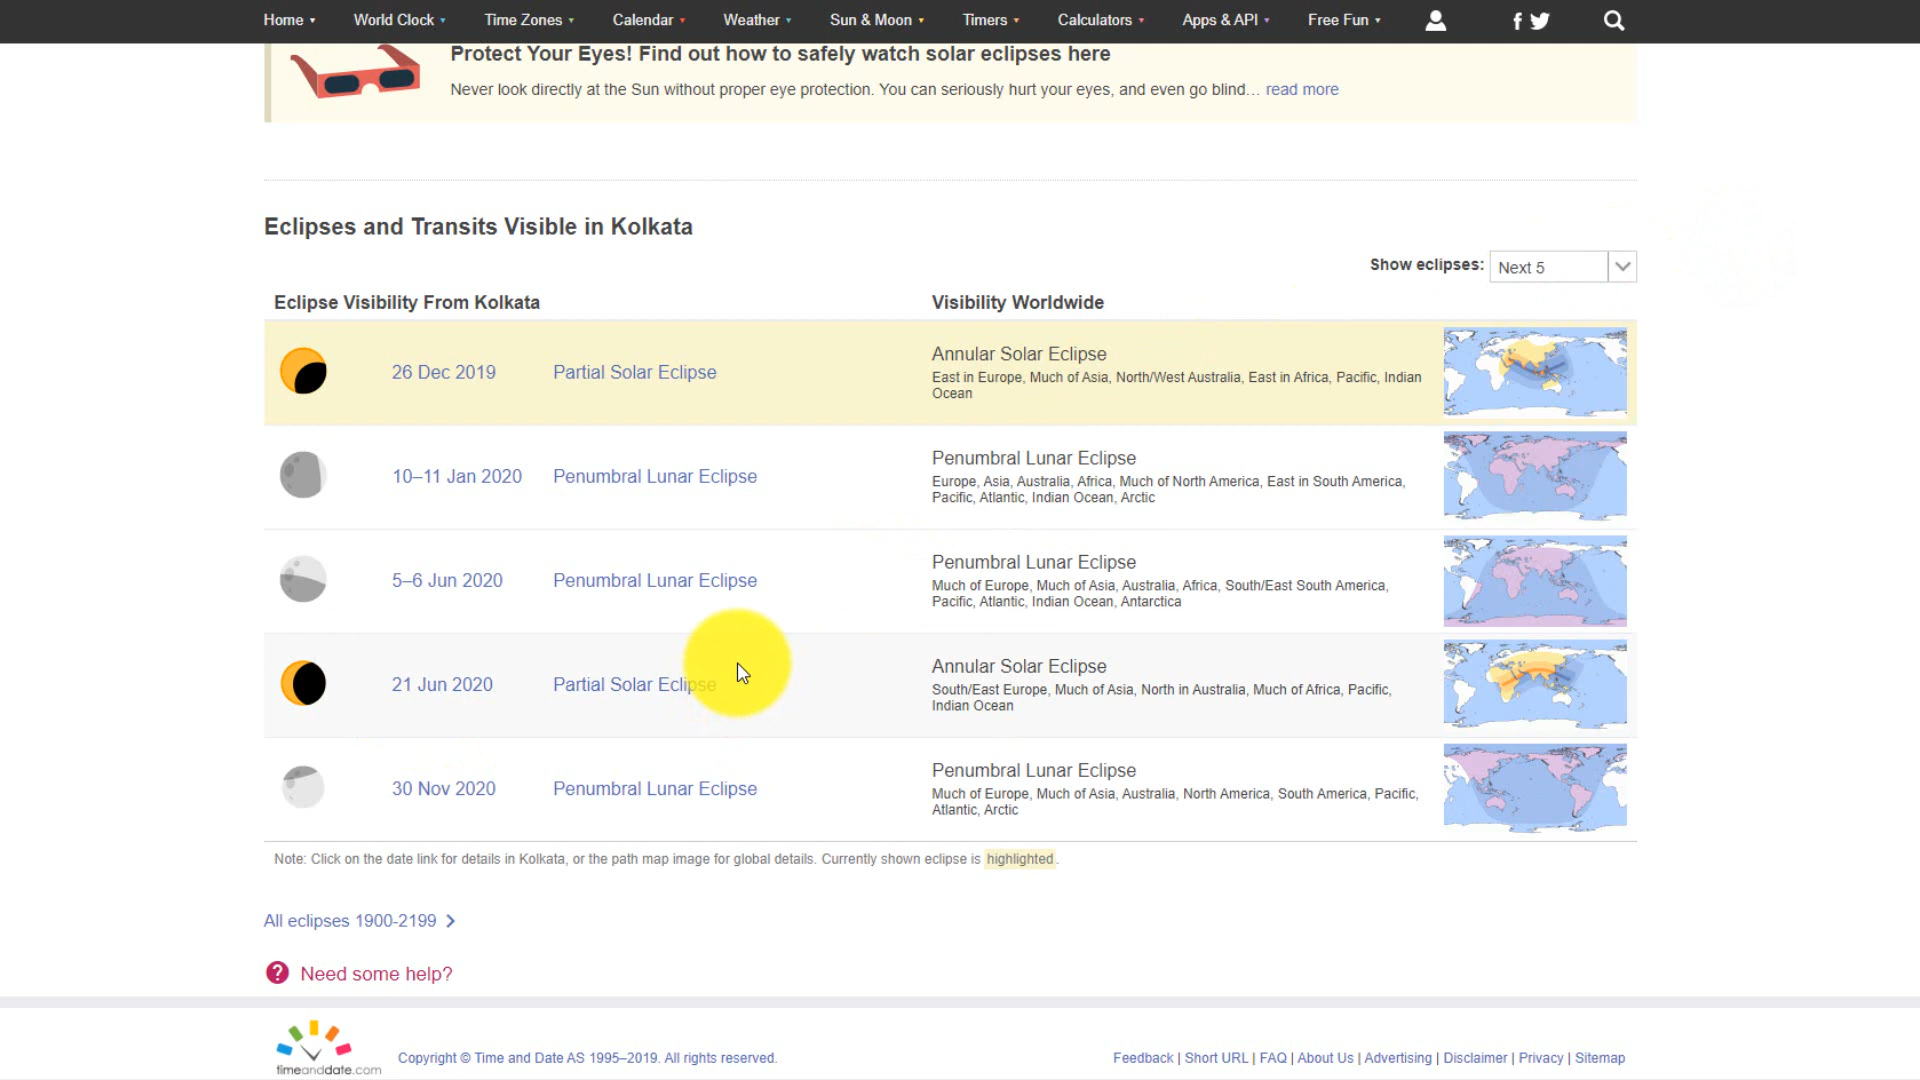 Home World Clock Time Zones Calendar Weather Sun & Moon Timers Calculators Apps & API Free Fun
Protect Your Eyes! Find out how to safely watch solar eclipses here
Never look directly at the Sun without proper eye protection. You can seriously hurt your eyes, and even go blind… read more
Eclipses and Transits Visible in Kolkata
Show eclipses: Next 5
Eclipse Visibility From Kolkata Visibility Worldwide
26 Dec 2019 Partial Solar Eclipse
Annular Solar Eclipse
East in Europe, Much of Asia, North/West Australia, East in Africa, Pacific, Indian
Ocean
10–11 Jan 2020 Penumbral Lunar Eclipse
Penumbral Lunar Eclipse
Europe, Asia, Australia, Africa, Much of North America, East in South America,
Pacific, Atlantic, Indian Ocean, Arctic
5–6 Jun 2020 Penumbral Lunar Eclipse
Penumbral Lunar Eclipse
Much of Europe, Much of Asia, Australia, Africa, South/East South America,
Pacific, Atlantic, Indian Ocean, Antarctica
21 Jun 2020 Partial Solar Eclipse
Annular Solar Eclipse
South/East Europe, Much of Asia, North in Australia, Much of Africa, Pacific,
Indian Ocean
30 Nov 2020 Penumbral Lunar Eclipse
Penumbral Lunar Eclipse
Much of Europe, Much of Asia, Australia, North America, South America, Pacific,
Atlantic, Arctic
Note: Click on the date link for details in Kolkata, or the path map image for global details. Currently shown eclipse is highlighted.
All eclipses 1900-2199
? Need some help?
timeanddate.com
Copyright © Time and Date AS 1995–2019. All rights reserved.
Feedback | Short URL | FAQ | About Us | Advertising | Disclaimer | Privacy | Sitemap